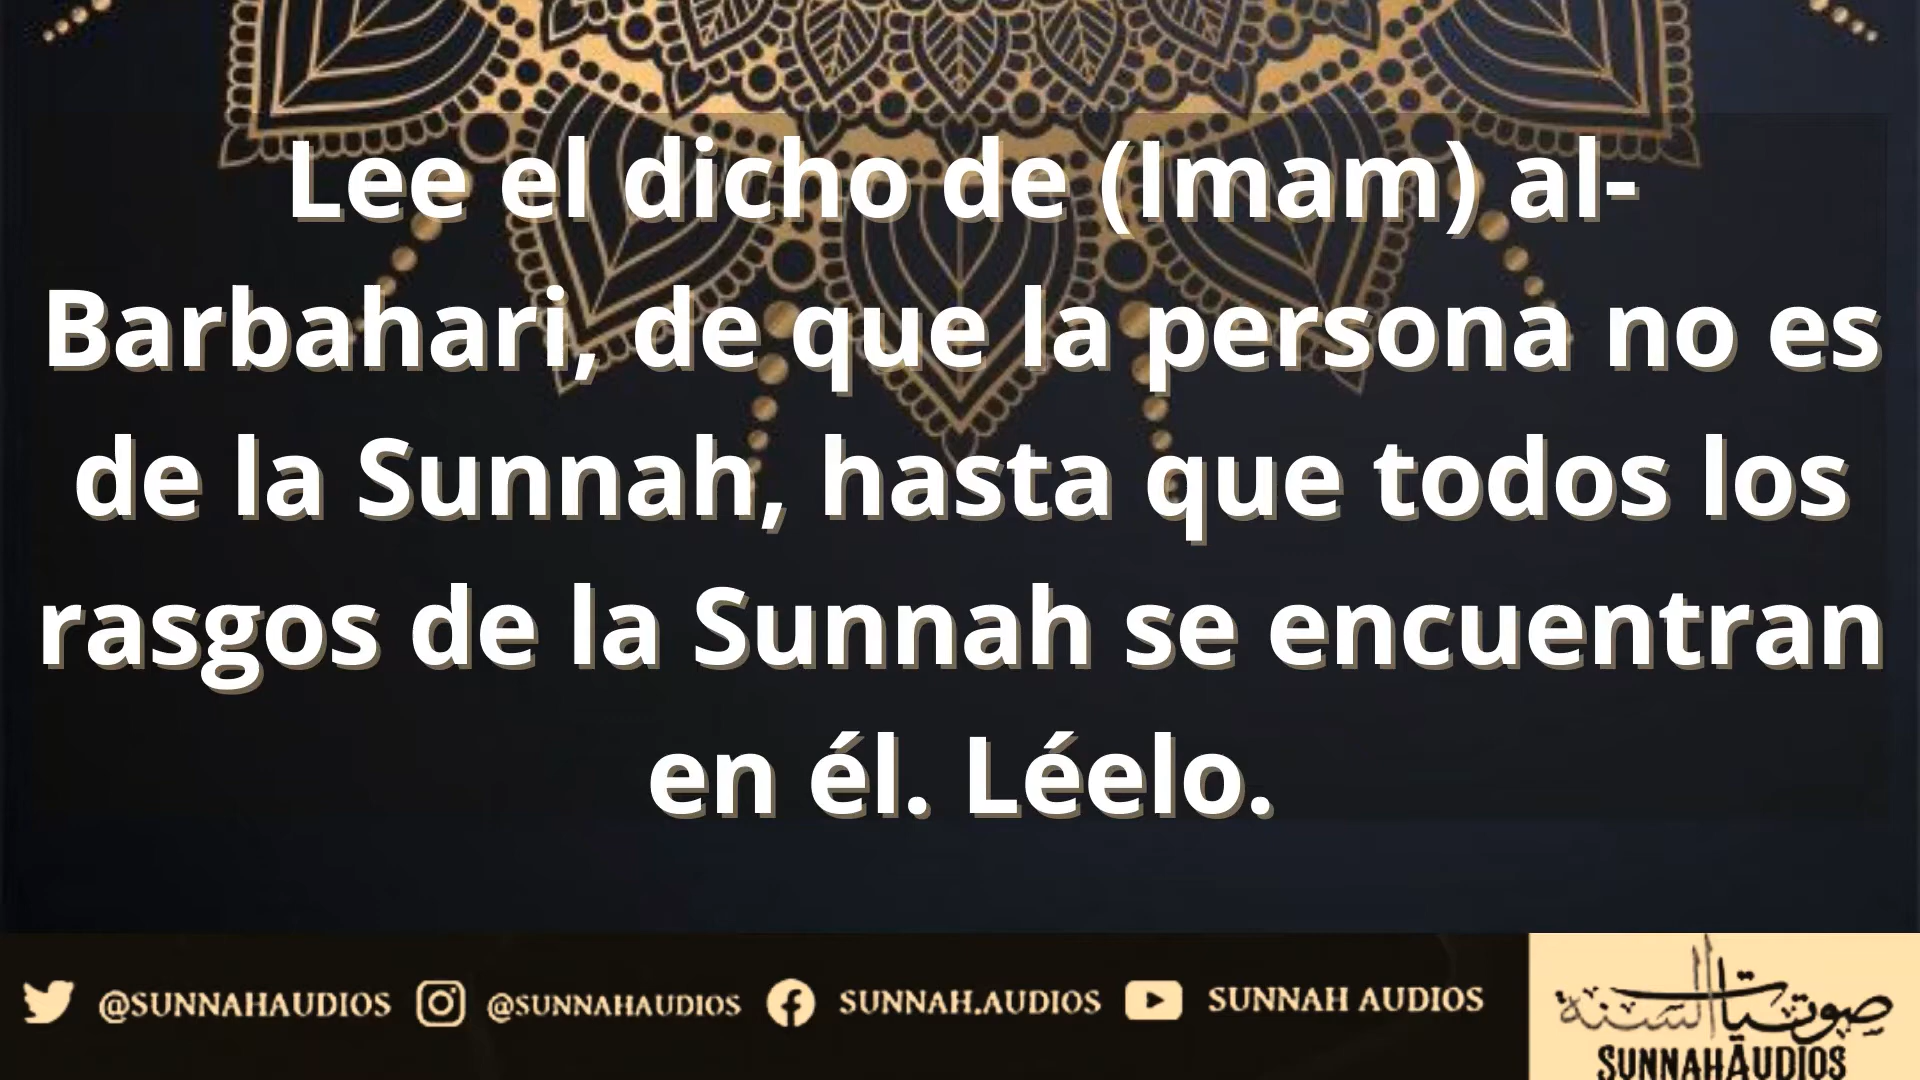 Lee el dicho de (Imam) al-
Barbahari, de que la persona no es
de la Sunnah, hasta que todos los
rasgos de la Sunnah se encuentran
en él. Léelo.
@SUNNAHAUDIOS @SUNNAHAUDIOS SUNNAH.AUDIOS SUNNAH AUDIOS
صوتيات السنة
SUNNAHAUDIOS